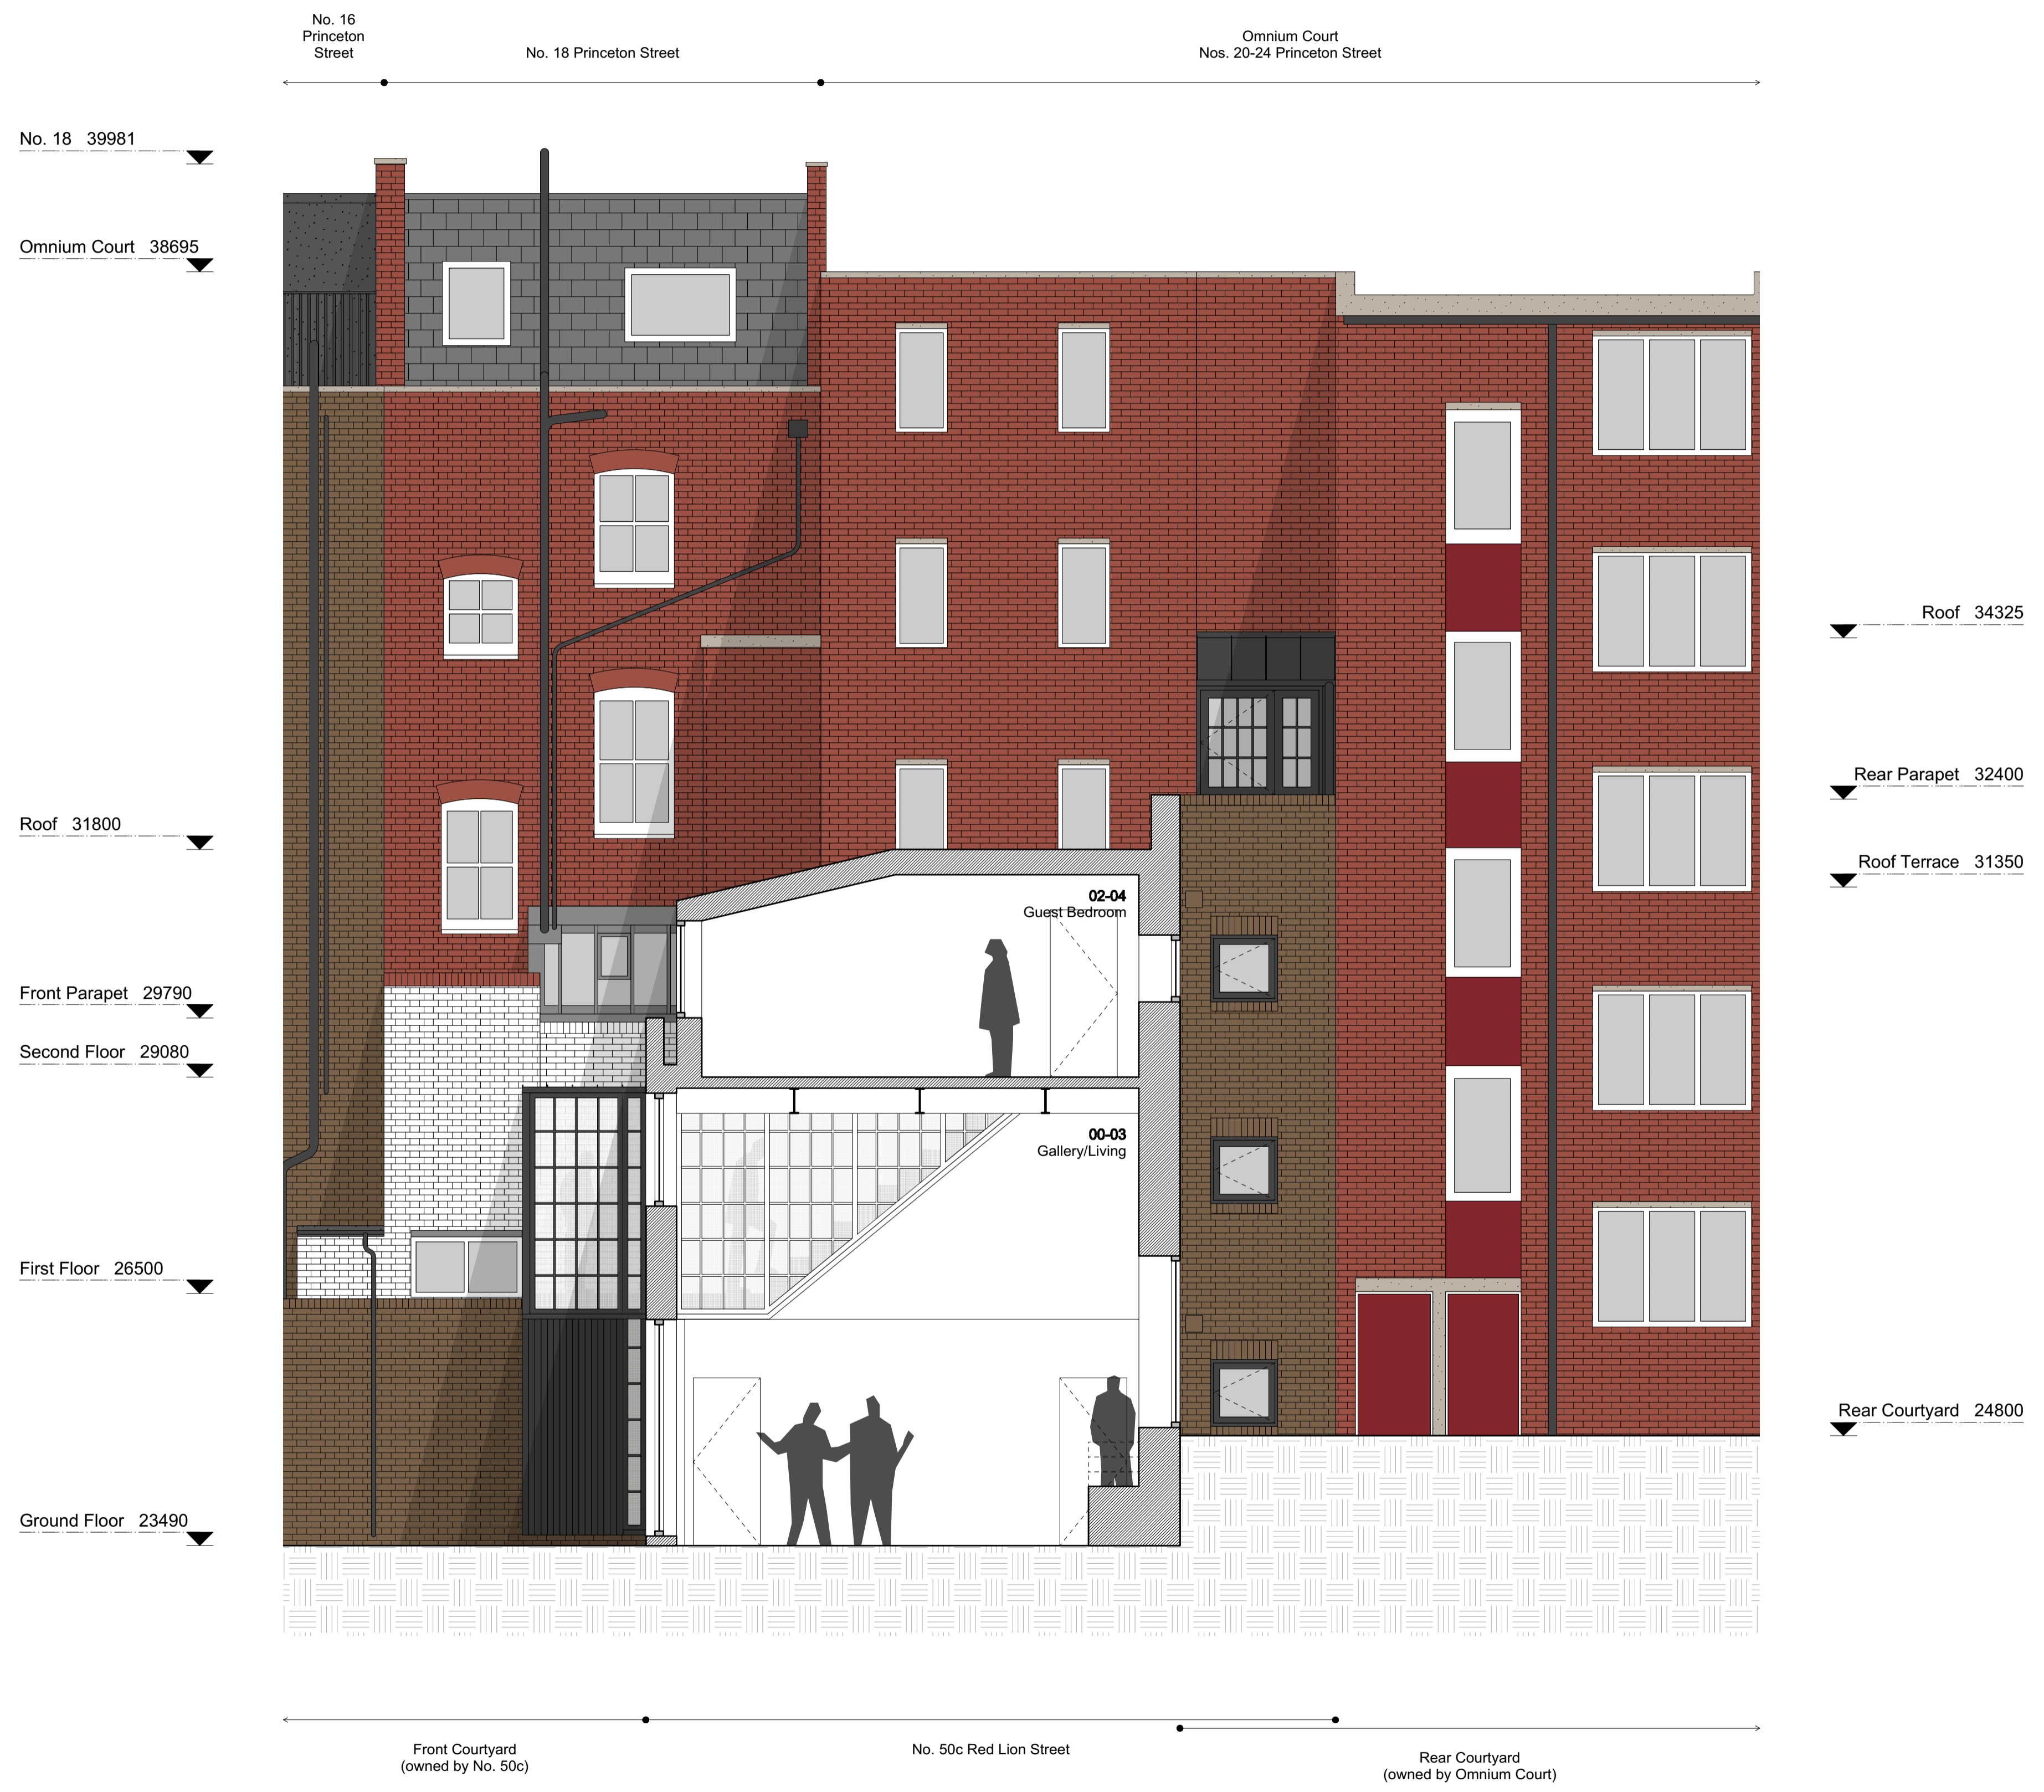 No. 16
Princeton
Street
No. 18 Princeton Street
Omnium Court
Nos. 20-24 Princeton Street
No. 18 39981
Omnium Court 38695
Roof 34325
Rear Parapet 32400
Roof 31800
Roof Terrace 31350
02-04
Guest Bedroom
Front Parapet 29790
Second Floor 29080
00-03
Gallery/Living
First Floor 26500
Rear Courtyard 24800
Ground Floor 23490
Front Courtyard
(owned by No. 50c)
No. 50c Red Lion Street
Rear Courtyard
(owned by Omnium Court)